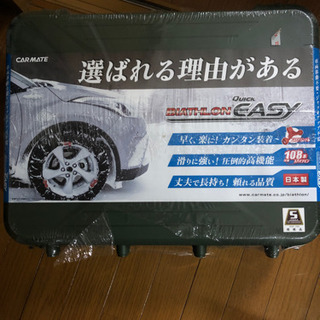 CARMATE
選ばれる理由がある
BIATHLON QUICK EASY
早く、楽に! カンタン装着
滑りに強い! 圧倒的高機能
108
丈夫で長持ち! 頼れる品質
日本製
www.carmate.co.jp/biathlon/
S